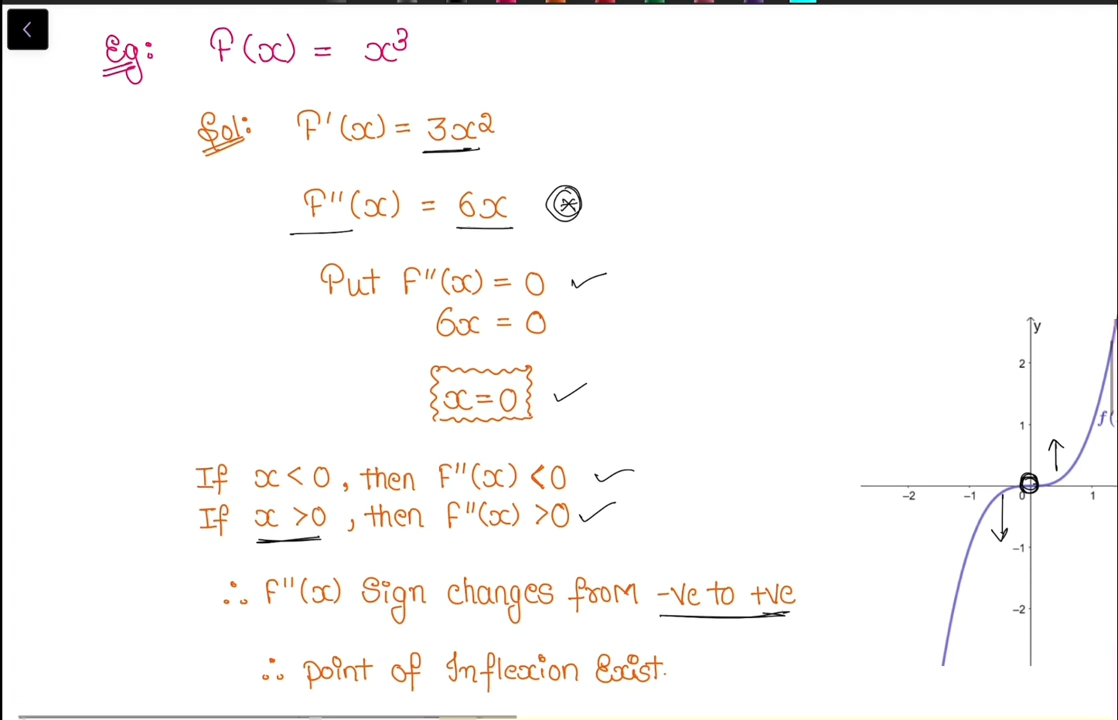 Eg: F(x) = x³
Sol: F'(x) = 3x²
F''(x) = 6x *
Put F''(x) = 0
6x = 0
x = 0
If x < 0, then F''(x) < 0
If x > 0, then F''(x) > 0
∴ F''(x) Sign changes from -ve to +ve
∴ Point of Inflexion Exist.
y
2
1
f(
-2 -1 0 1
-1
-2